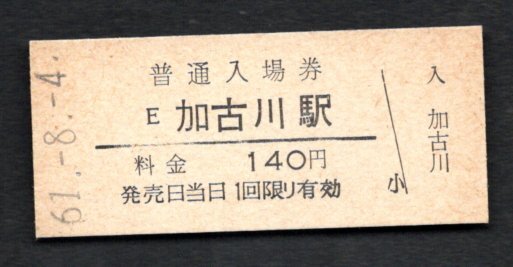 61.-8.-4.
普通入場券
E 加古川駅
料金 140円
発売日当日1回限り有効
入 加古川
小